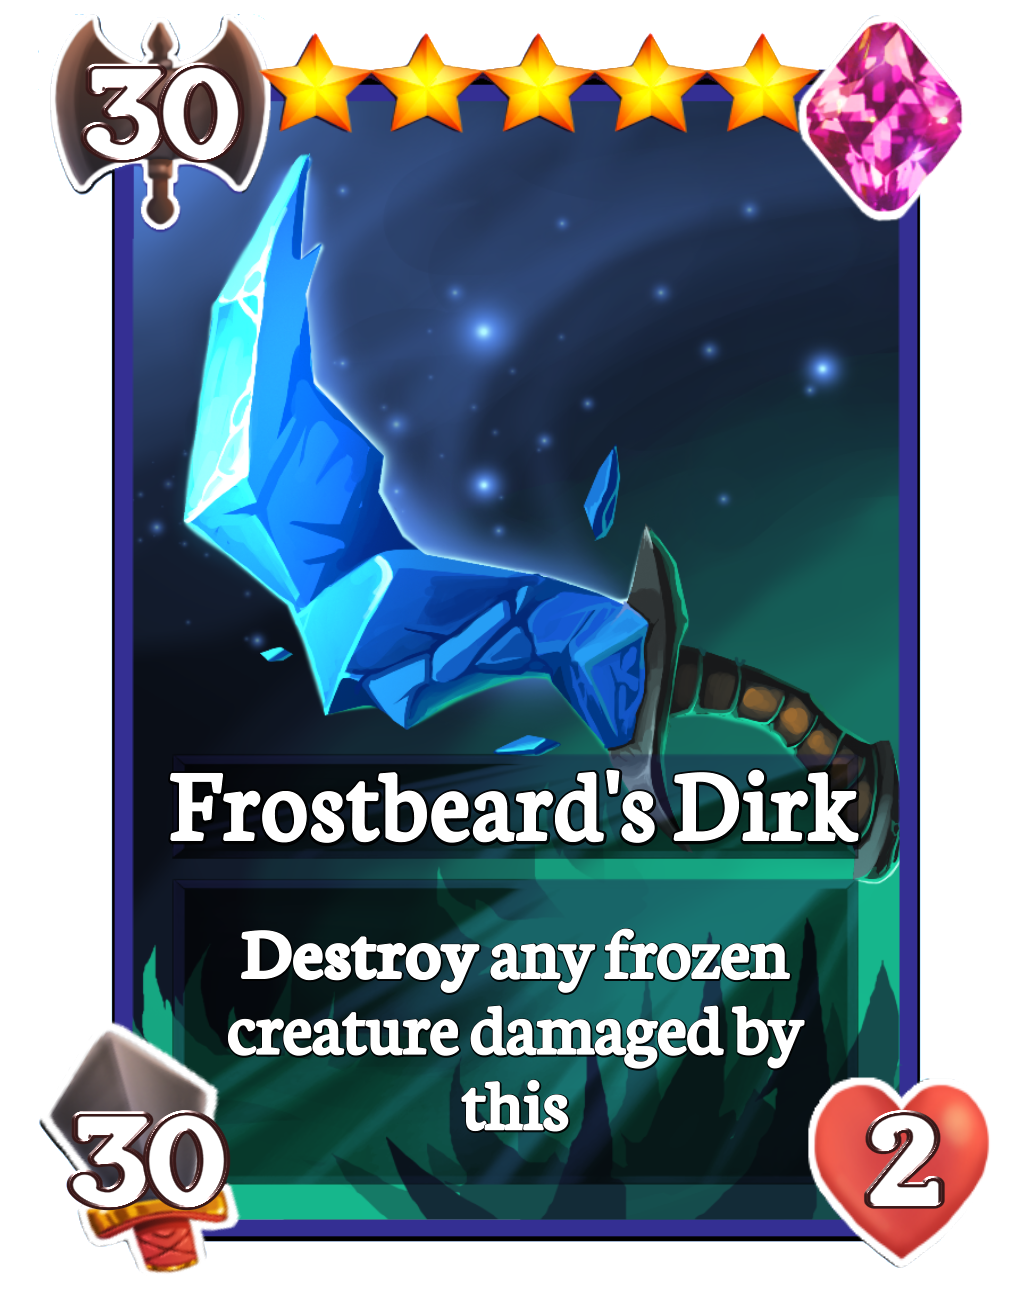 30
Frostbeard's Dirk
Destroy any frozen
creature damaged by
this
30
2